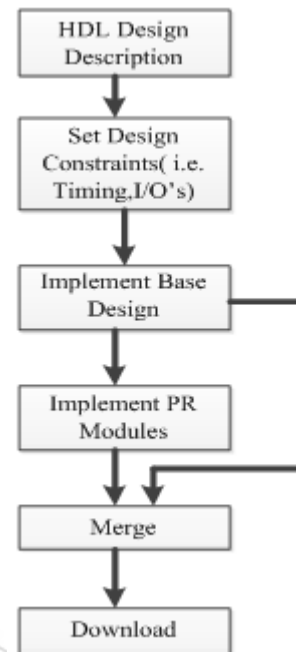 HDL Design
Description
Set Design
Constraints( i.e.
Timing,I/O’s)
Implement Base
Design
Implement PR
Modules
Merge
Download